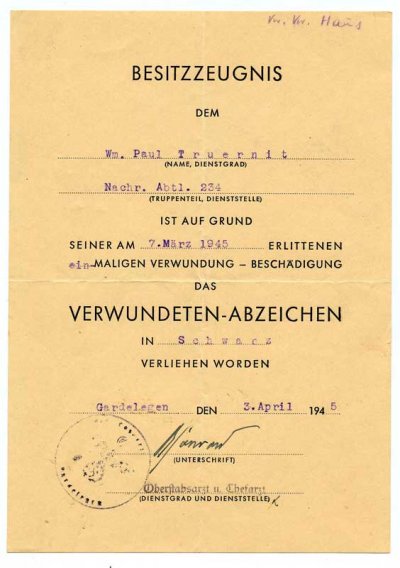 Kr. Kr. Haus
BESITZZEUGNIS
DEM
Wm. Paul Truernit
(NAME, DIENSTGRAD)
Nachr. Abtl. 234
(TRUPPENTEIL, DIENSTSTELLE)
IST AUF GRUND
SEINER AM 7.März 1945 ERLITTENEN
ein-MALIGEN VERWUNDUNG – BESCHÄDIGUNG
DAS
VERWUNDETEN-ABZEICHEN
IN Schwarz
VERLIEHEN WORDEN
Gardelegen DEN 3.April 1945
(UNTERSCHRIFT)
Oberstabsarzt u. Chefarzt
(DIENSTGRAD UND DIENSTSTELLE)